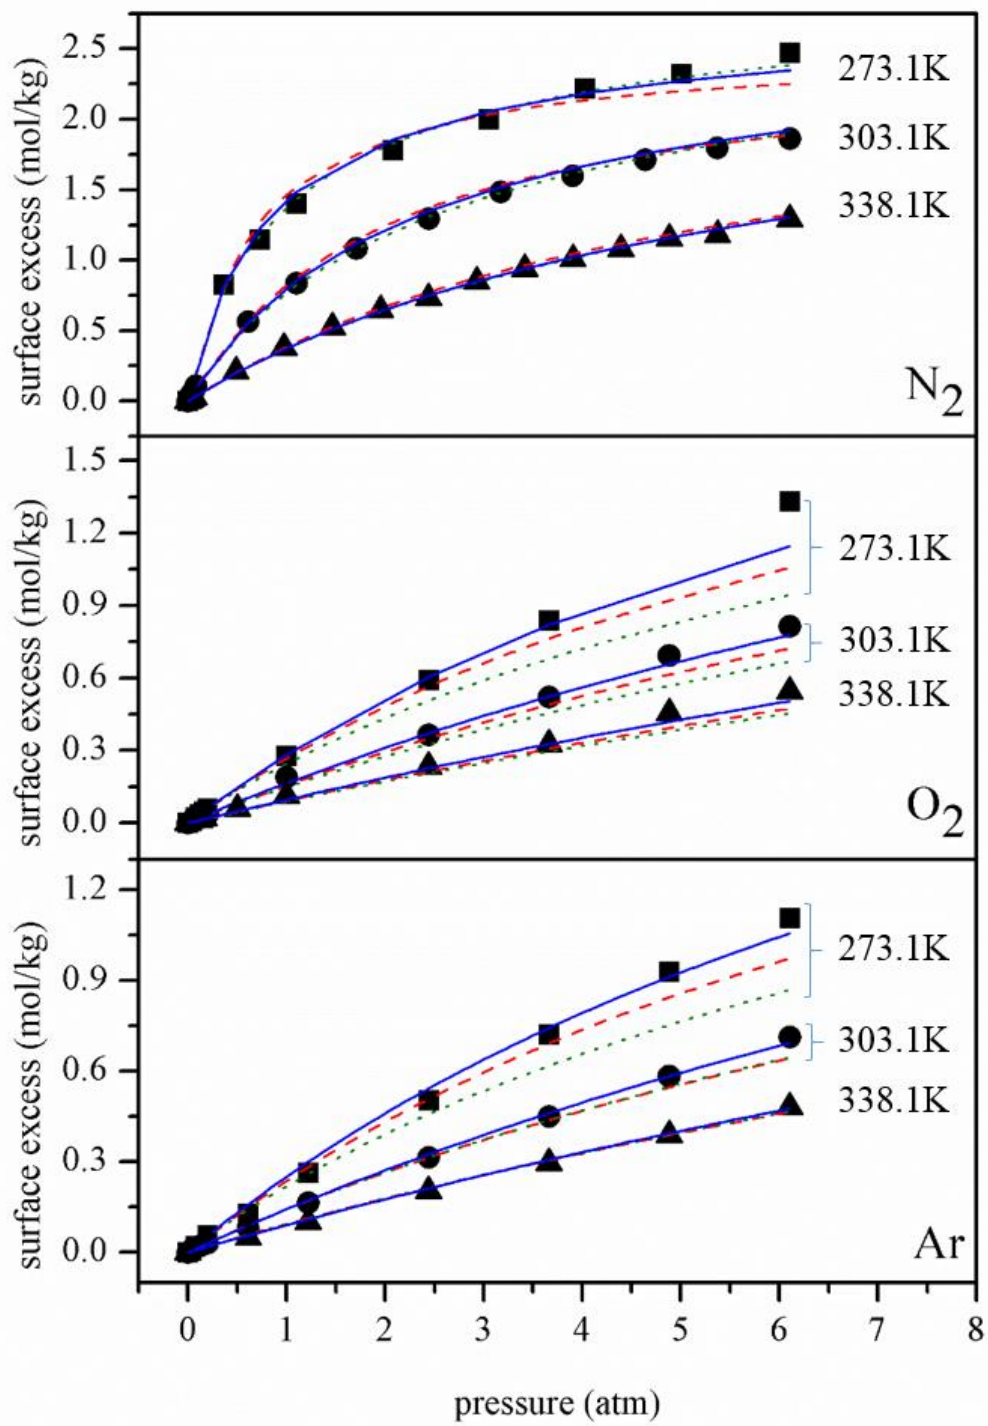 surface excess (mol/kg)
2.5
2.0
1.5
1.0
0.5
0.0
273.1K
303.1K
338.1K
N2
surface excess (mol/kg)
1.5
1.2
0.9
0.6
0.3
0.0
273.1K
303.1K
338.1K
O2
surface excess (mol/kg)
1.2
0.9
0.6
0.3
0.0
273.1K
303.1K
338.1K
Ar
0 1 2 3 4 5 6 7 8
pressure (atm)